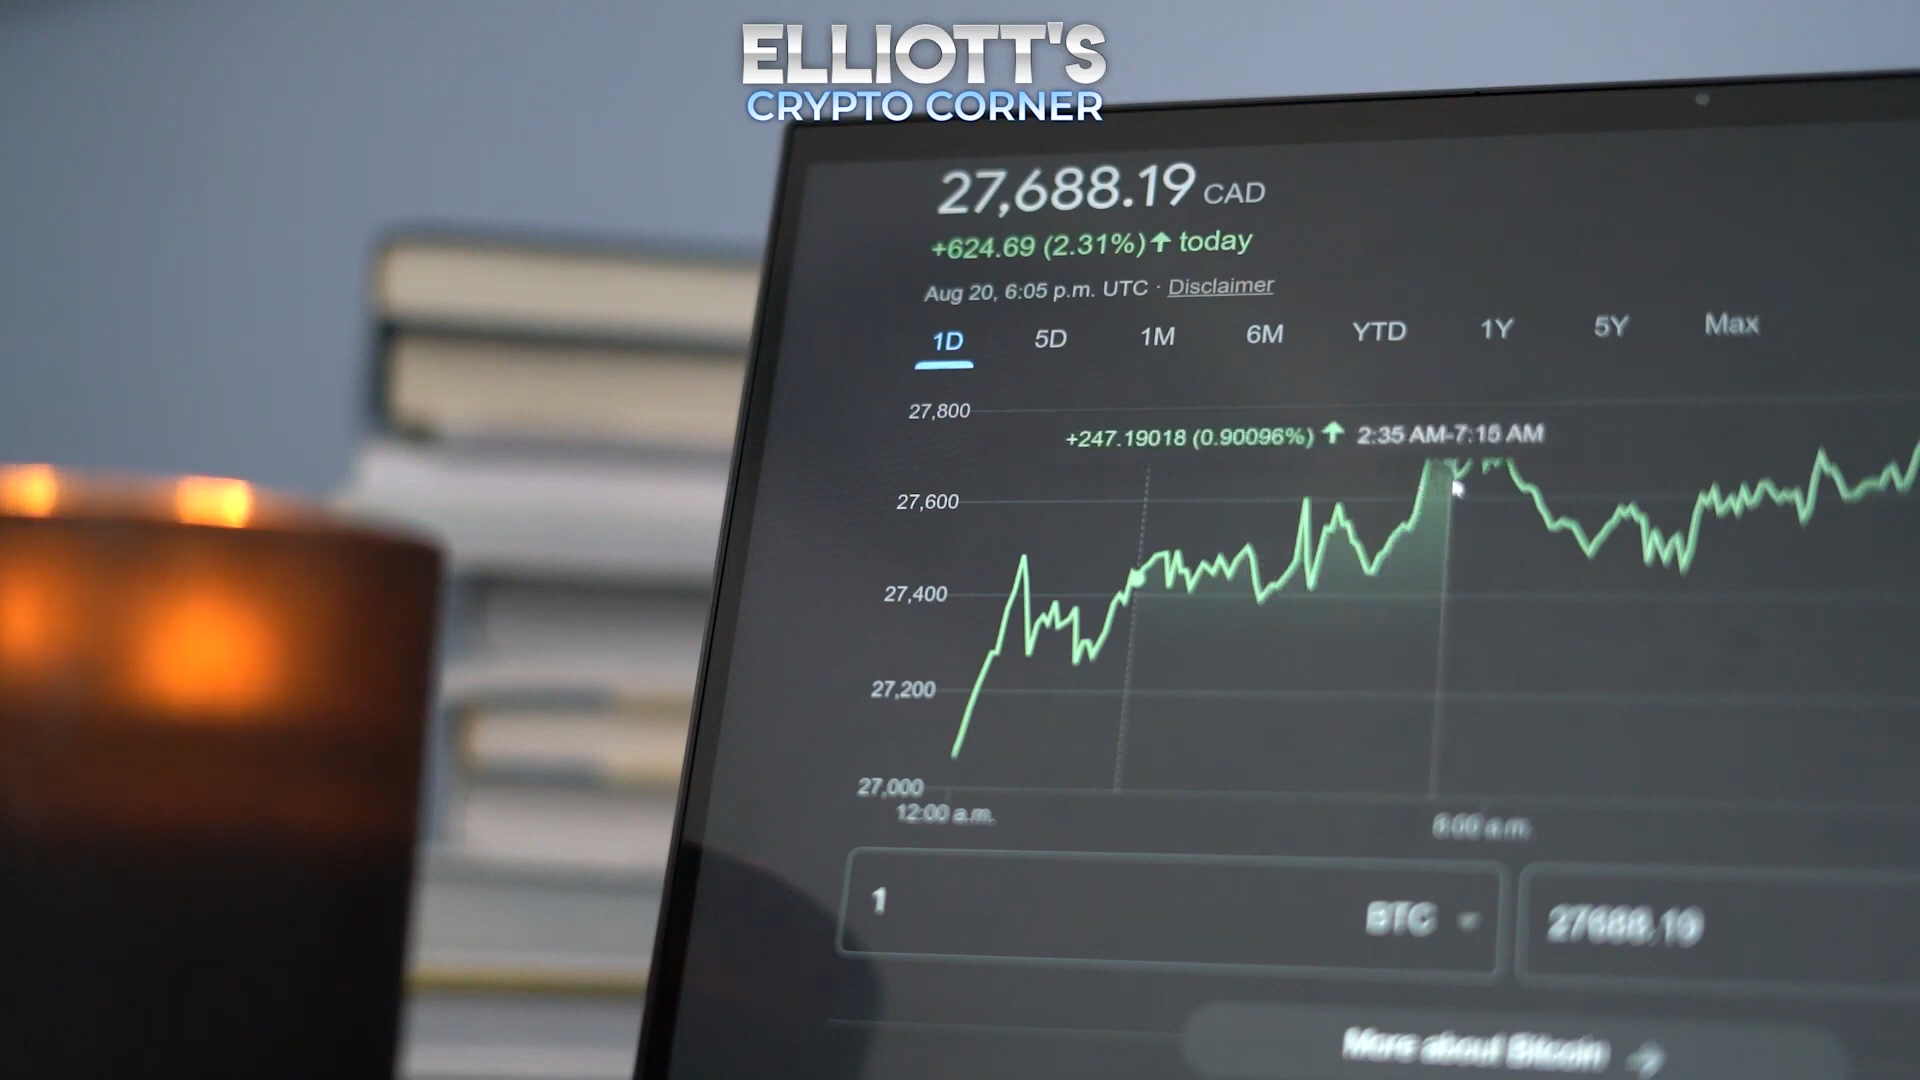 ELLIOTT'S
CRYPTO CORNER
27,688.19 CAD
+624.69 (2.31%) ↑ today
Aug 20, 6:05 p.m. UTC · Disclaimer
1D 5D 1M 6M YTD 1Y 5Y Max
27,800
+247.19018 (0.90096%) ↑ 2:35 AM-7:15 AM
27,600
27,400
27,200
27,000
12:00 a.m. 6:00 a.m.
1 BTC 27688.19
More about Bitcoin →